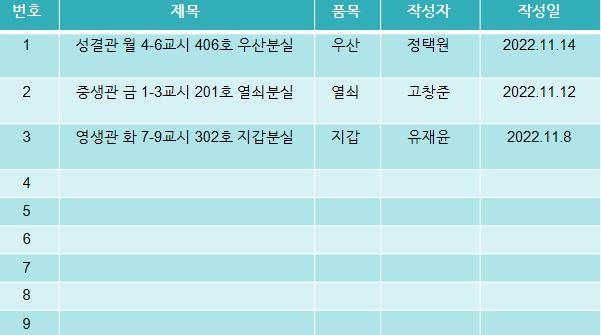 번호 제목 품목 작성자 작성일
1 성결관 월 4-6교시 406호 우산분실 우산 정택원 2022.11.14
2 중생관 금 1-3교시 201호 열쇠분실 열쇠 고창준 2022.11.12
3 영생관 화 7-9교시 302호 지갑분실 지갑 유재윤 2022.11.8
4
5
6
7
8
9